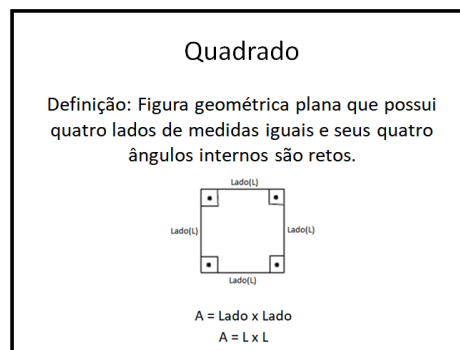 Quadrado
Definição: Figura geométrica plana que possui
quatro lados de medidas iguais e seus quatro
ângulos internos são retos.
Lado(L)
Lado(L)
Lado(L)
Lado(L)
A = Lado x Lado
A = L x L